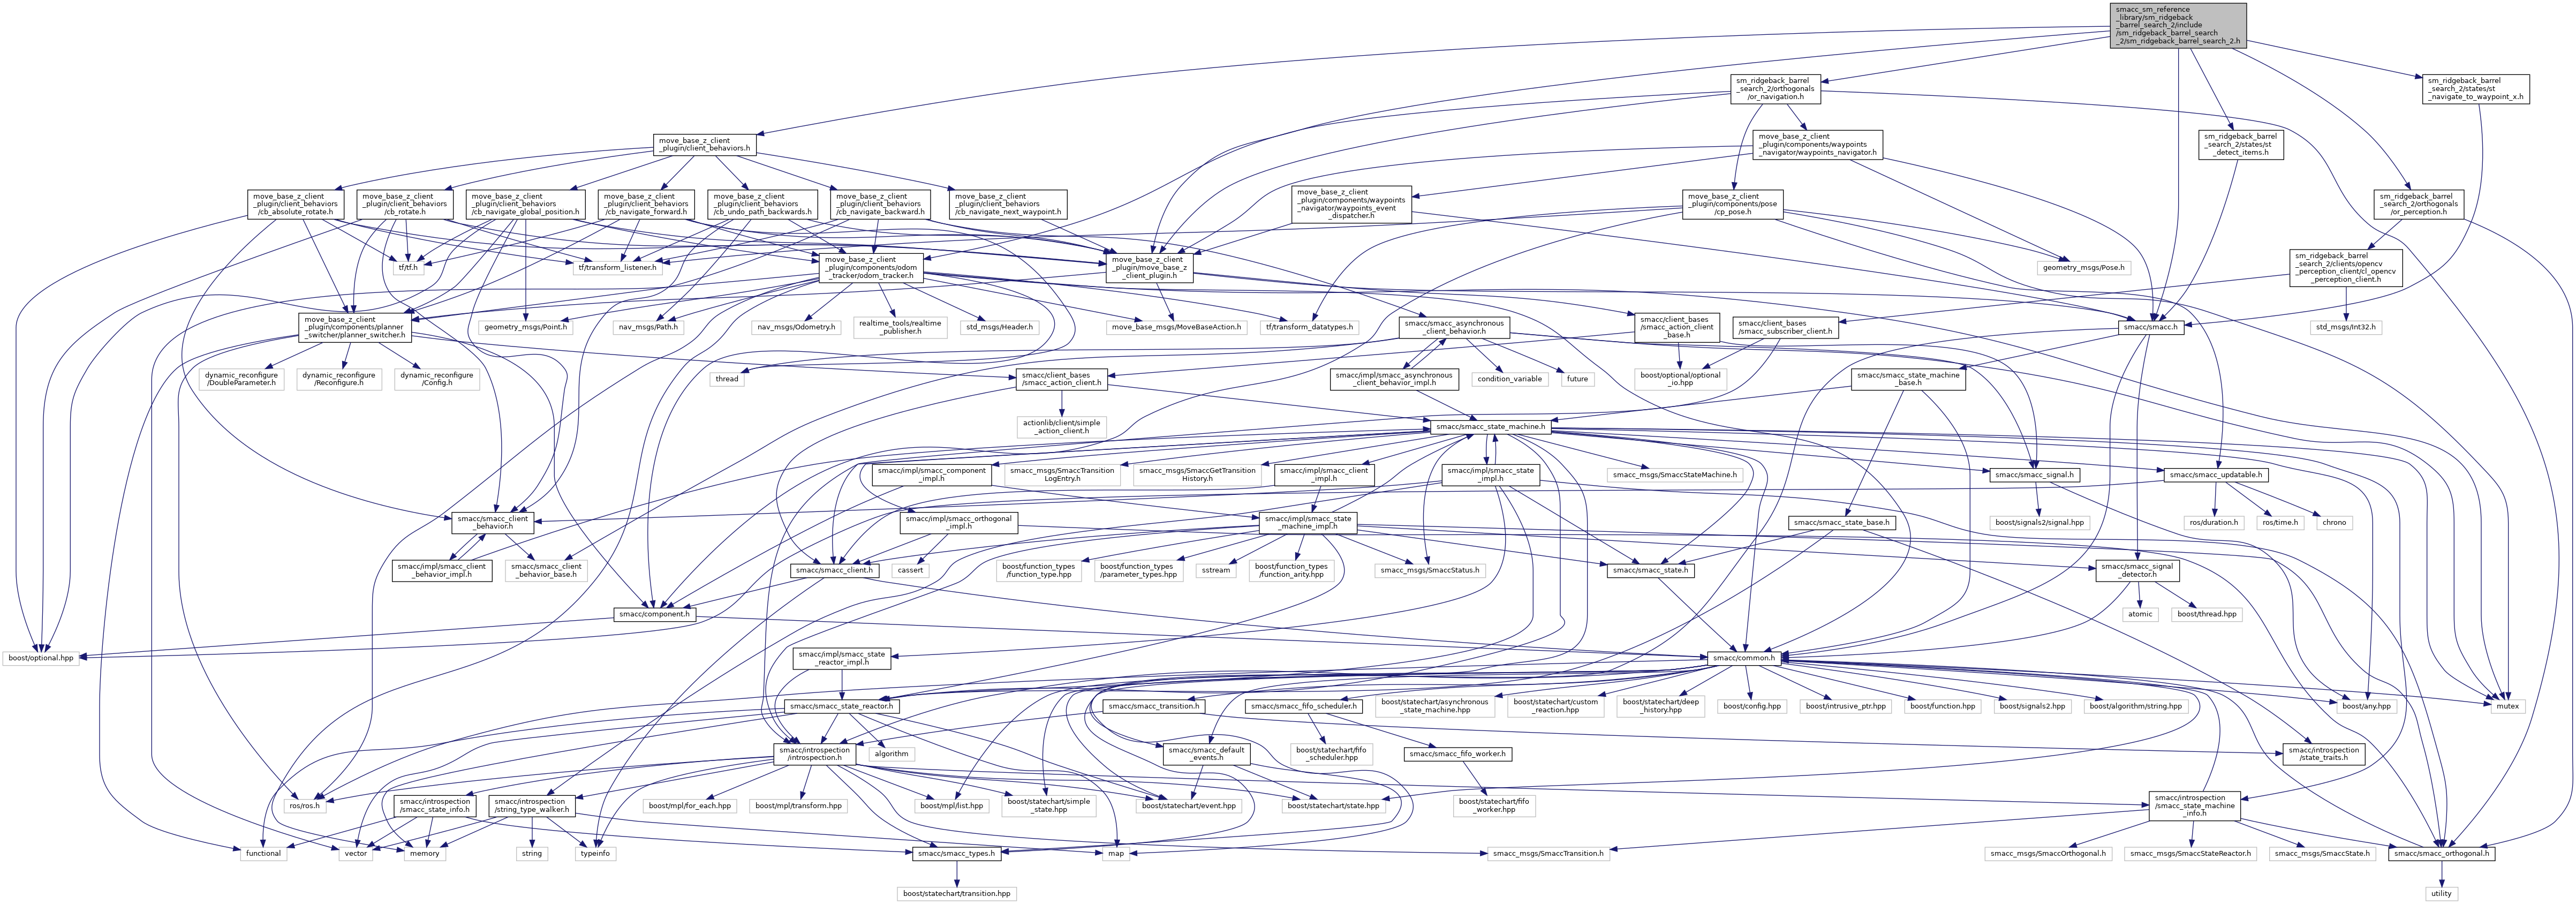 smacc_sm_reference
_library/sm_ridgeback
_barrel_search_2/include
/sm_ridgeback_barrel_search
_2/sm_ridgeback_barrel_search_2.h
sm_ridgeback_barrel
_search_2/orthogonals
/or_navigation.h
sm_ridgeback_barrel
_search_2/states/st
_navigate_to_waypoint_x.h
move_base_z_client
_plugin/client_behaviors.h
move_base_z_client
_plugin/components/waypoints
_navigator/waypoints_navigator.h
sm_ridgeback_barrel
_search_2/states/st
_detect_items.h
move_base_z_client
_plugin/client_behaviors
/cb_absolute_rotate.h
move_base_z_client
_plugin/client_behaviors
/cb_rotate.h
move_base_z_client
_plugin/client_behaviors
/cb_navigate_global_position.h
move_base_z_client
_plugin/client_behaviors
/cb_navigate_forward.h
move_base_z_client
_plugin/client_behaviors
/cb_undo_path_backwards.h
move_base_z_client
_plugin/client_behaviors
/cb_navigate_backward.h
move_base_z_client
_plugin/client_behaviors
/cb_navigate_next_waypoint.h
move_base_z_client
_plugin/components/waypoints
_navigator/waypoints_event
_dispatcher.h
move_base_z_client
_plugin/components/pose
/cp_pose.h
sm_ridgeback_barrel
_search_2/orthogonals
/or_perception.h
tf/tf.h
tf/transform_listener.h
move_base_z_client
_plugin/components/odom
_tracker/odom_tracker.h
move_base_z_client
_plugin/move_base_z
_client_plugin.h
geometry_msgs/Pose.h
sm_ridgeback_barrel
_search_2/clients/opencv
_perception_client/cl_opencv
_perception_client.h
move_base_z_client
_plugin/components/planner
_switcher/planner_switcher.h
geometry_msgs/Point.h
nav_msgs/Path.h
nav_msgs/Odometry.h
realtime_tools/realtime
_publisher.h
std_msgs/Header.h
move_base_msgs/MoveBaseAction.h
tf/transform_datatypes.h
smacc/smacc_asynchronous
_client_behavior.h
smacc/client_bases
/smacc_action_client
_base.h
smacc/client_bases
/smacc_subscriber_client.h
smacc/smacc.h
std_msgs/Int32.h
dynamic_reconfigure
/DoubleParameter.h
dynamic_reconfigure
/Reconfigure.h
dynamic_reconfigure
/Config.h
thread
smacc/client_bases
/smacc_action_client.h
smacc/impl/smacc_asynchronous
_client_behavior_impl.h
condition_variable
future
boost/optional/optional
_io.hpp
smacc/smacc_state_machine
_base.h
actionlib/client/simple
_action_client.h
smacc/smacc_state_machine.h
smacc/impl/smacc_component
_impl.h
smacc_msgs/SmaccTransition
LogEntry.h
smacc_msgs/SmaccGetTransition
History.h
smacc/impl/smacc_client
_impl.h
smacc/impl/smacc_state
_impl.h
smacc_msgs/SmaccStateMachine.h
smacc/smacc_signal.h
smacc/smacc_updatable.h
smacc/smacc_client
_behavior.h
smacc/impl/smacc_orthogonal
_impl.h
smacc/impl/smacc_state
_machine_impl.h
smacc/smacc_state_base.h
boost/signals2/signal.hpp
ros/duration.h
ros/time.h
chrono
smacc/impl/smacc_client
_behavior_impl.h
smacc/smacc_client
_behavior_base.h
smacc/smacc_client.h
cassert
boost/function_types
/function_type.hpp
boost/function_types
/parameter_types.hpp
sstream
boost/function_types
/function_arity.hpp
smacc_msgs/SmaccStatus.h
smacc/smacc_state.h
smacc/smacc_signal
_detector.h
smacc/component.h
atomic
boost/thread.hpp
boost/optional.hpp
smacc/impl/smacc_state
_reactor_impl.h
smacc/common.h
smacc/smacc_state_reactor.h
smacc/smacc_transition.h
smacc/smacc_fifo_scheduler.h
boost/statechart/asynchronous
_state_machine.hpp
boost/statechart/custom
_reaction.hpp
boost/statechart/deep
_history.hpp
boost/config.hpp
boost/intrusive_ptr.hpp
boost/function.hpp
boost/signals2.hpp
boost/algorithm/string.hpp
boost/any.hpp
mutex
smacc/introspection
/introspection.h
algorithm
smacc/smacc_default
_events.h
boost/statechart/fifo
_scheduler.hpp
smacc/smacc_fifo_worker.h
smacc/introspection
/state_traits.h
ros/ros.h
smacc/introspection
/smacc_state_info.h
smacc/introspection
/string_type_walker.h
boost/mpl/for_each.hpp
boost/mpl/transform.hpp
boost/mpl/list.hpp
boost/statechart/simple
_state.hpp
boost/statechart/event.hpp
boost/statechart/state.hpp
boost/statechart/fifo
_worker.hpp
smacc/introspection
/smacc_state_machine
_info.h
functional
vector
memory
string
typeinfo
smacc/smacc_types.h
map
smacc_msgs/SmaccTransition.h
smacc_msgs/SmaccOrthogonal.h
smacc_msgs/SmaccStateReactor.h
smacc_msgs/SmaccState.h
smacc/smacc_orthogonal.h
boost/statechart/transition.hpp
utility